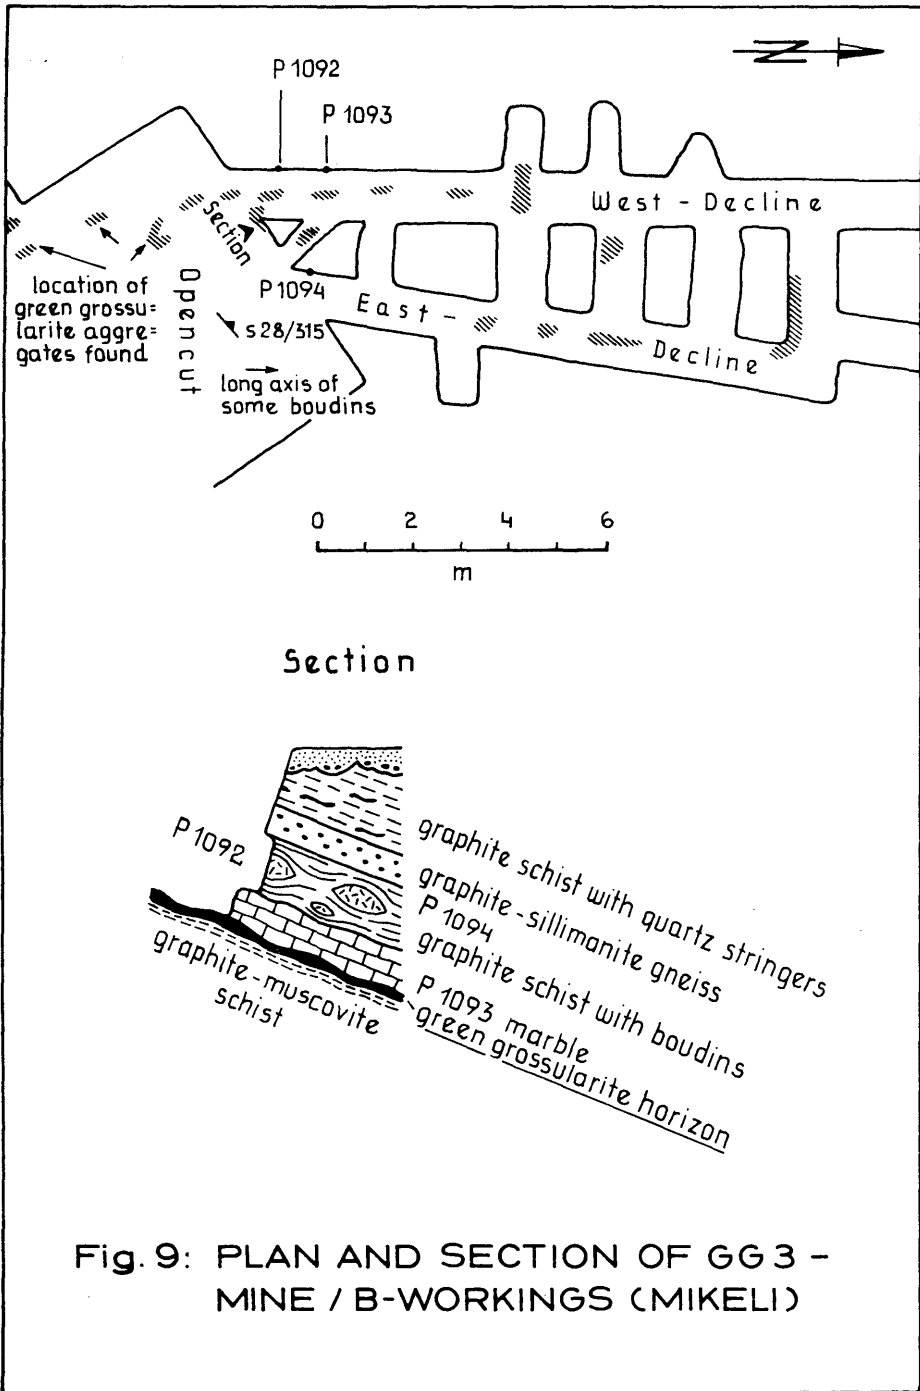 N
P 1092
P 1093
West - Decline
Section
location of
green grossu=
larite aggre=
gates found
Opencut
P 1094
East -
Decline
s 28/315
long axis of
some boudins
0 2 4 6
m
Section
P 1092
graphite schist with quartz stringers
graphite-sillimanite gneiss
P 1094
graphite schist with boudins
P 1093 marble
green grossularite horizon
graphite-muscovite
schist
Fig. 9: PLAN AND SECTION OF GG3 -
MINE / B-WORKINGS (MIKELI)